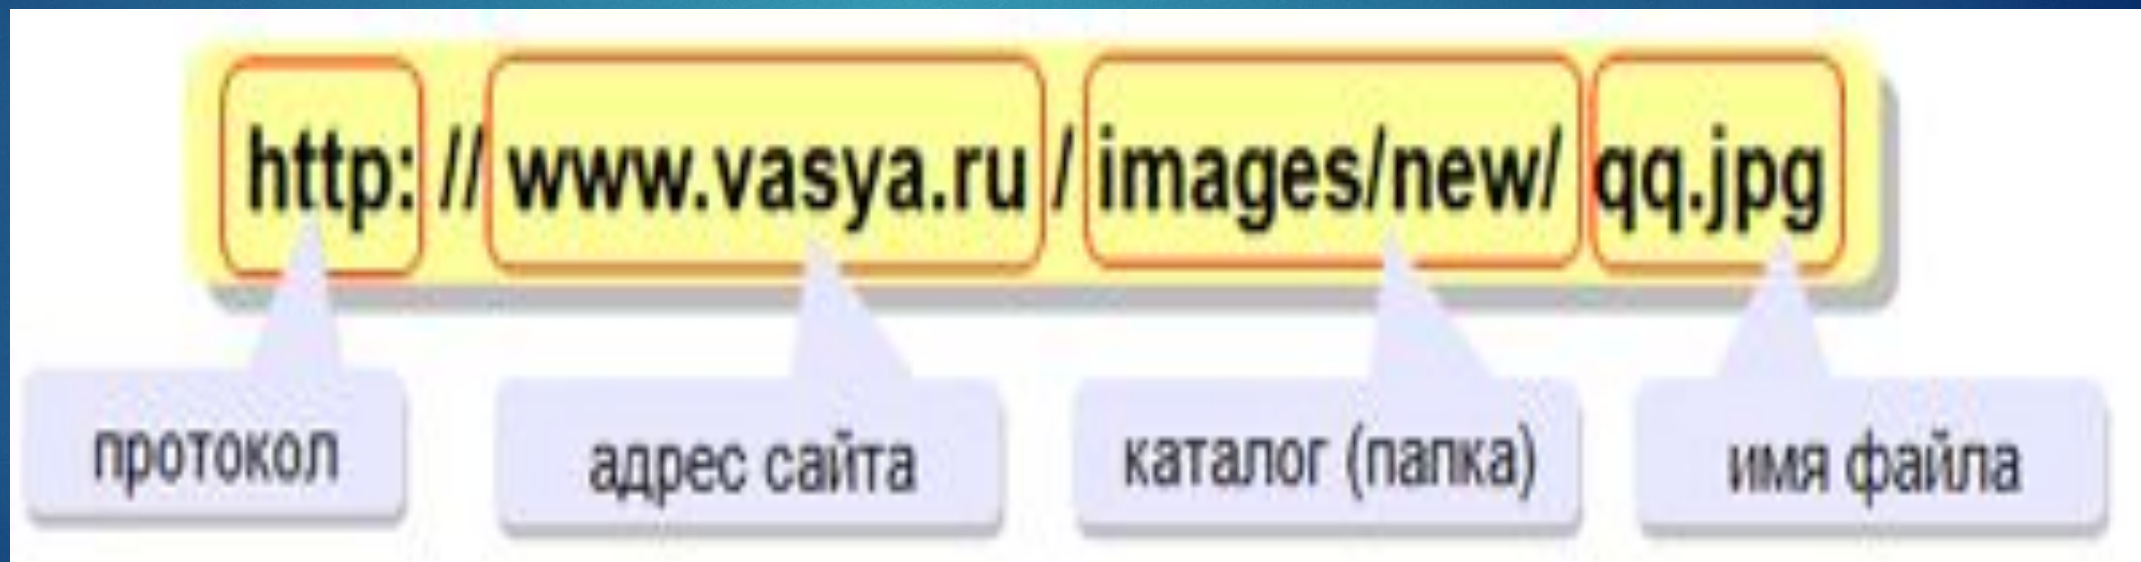 http: // www.vasya.ru / images/new/ qq.jpg
протокол
адрес сайта
каталог (папка)
имя файла